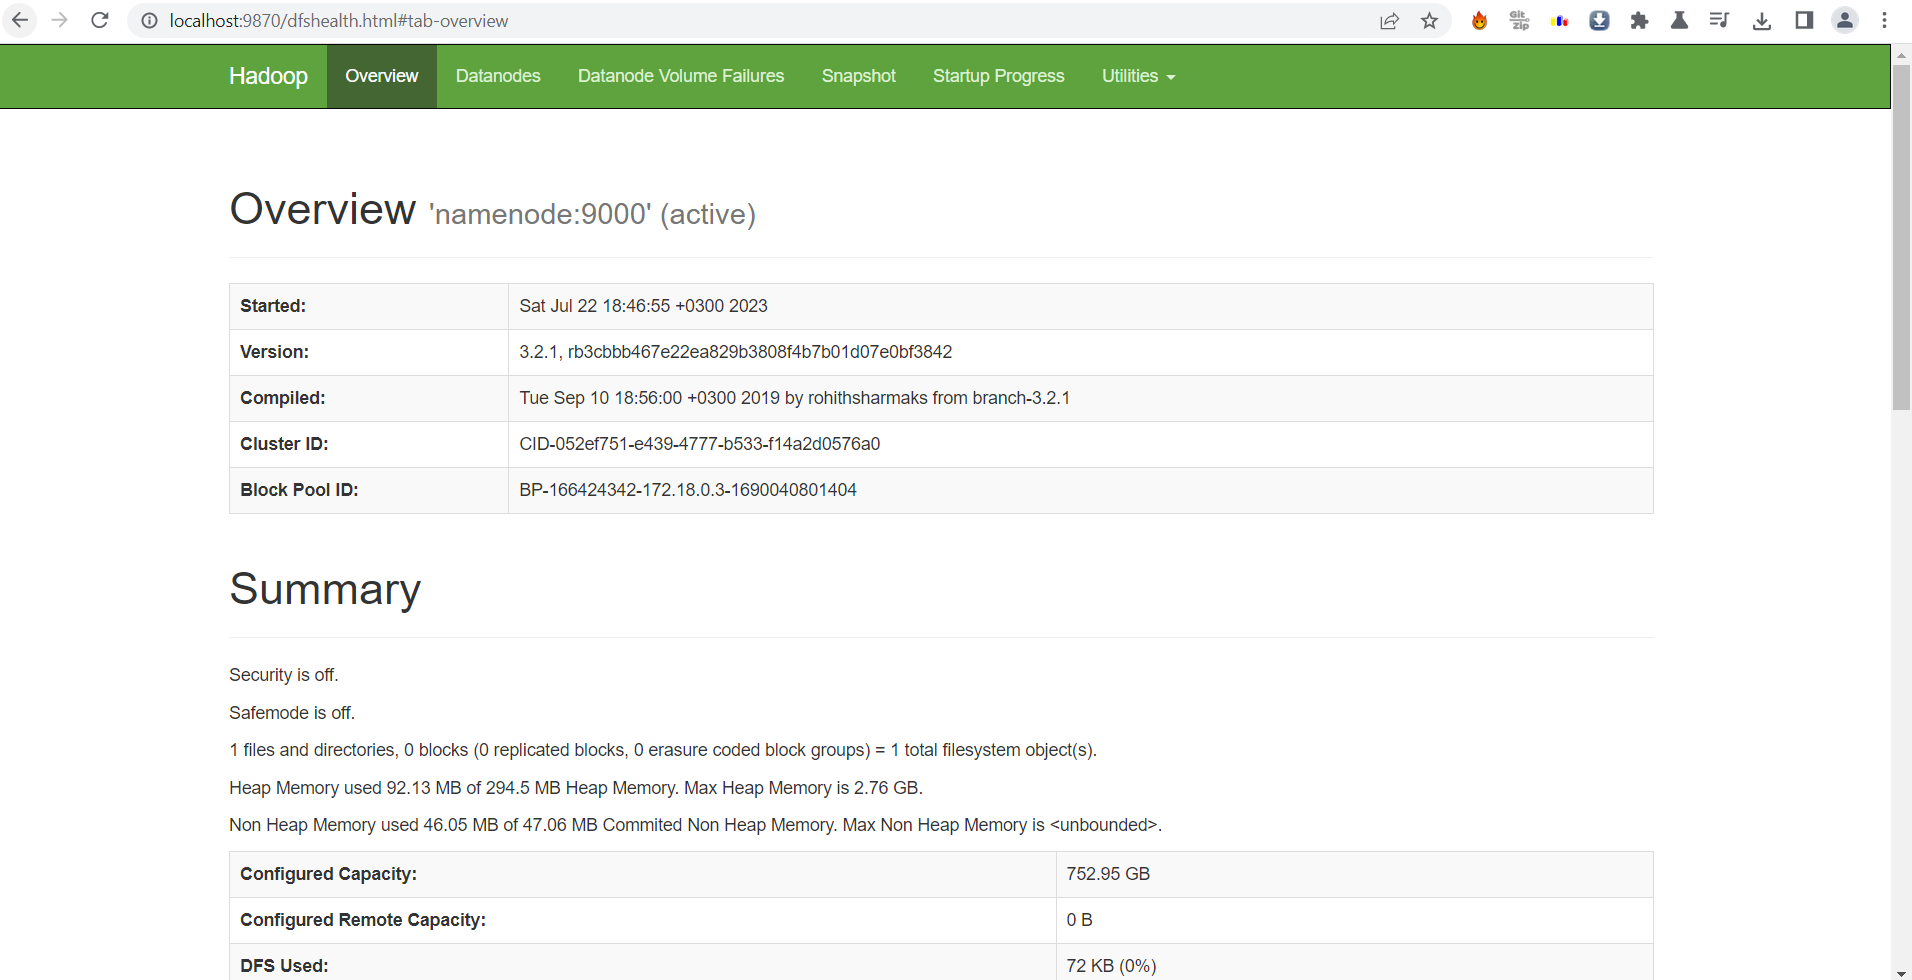 localhost:9870/dfshealth.html#tab-overview
Git Zip
Hadoop Overview Datanodes Datanode Volume Failures Snapshot Startup Progress Utilities
Overview 'namenode:9000' (active)
Started: Sat Jul 22 18:46:55 +0300 2023
Version: 3.2.1, rb3cbbb467e22ea829b3808f4b7b01d07e0bf3842
Compiled: Tue Sep 10 18:56:00 +0300 2019 by rohithsharmaks from branch-3.2.1
Cluster ID: CID-052ef751-e439-4777-b533-f14a2d0576a0
Block Pool ID: BP-166424342-172.18.0.3-1690040801404
Summary
Security is off.
Safemode is off.
1 files and directories, 0 blocks (0 replicated blocks, 0 erasure coded block groups) = 1 total filesystem object(s).
Heap Memory used 92.13 MB of 294.5 MB Heap Memory. Max Heap Memory is 2.76 GB.
Non Heap Memory used 46.05 MB of 47.06 MB Commited Non Heap Memory. Max Non Heap Memory is <unbounded>.
Configured Capacity: 752.95 GB
Configured Remote Capacity: 0 B
DFS Used: 72 KB (0%)